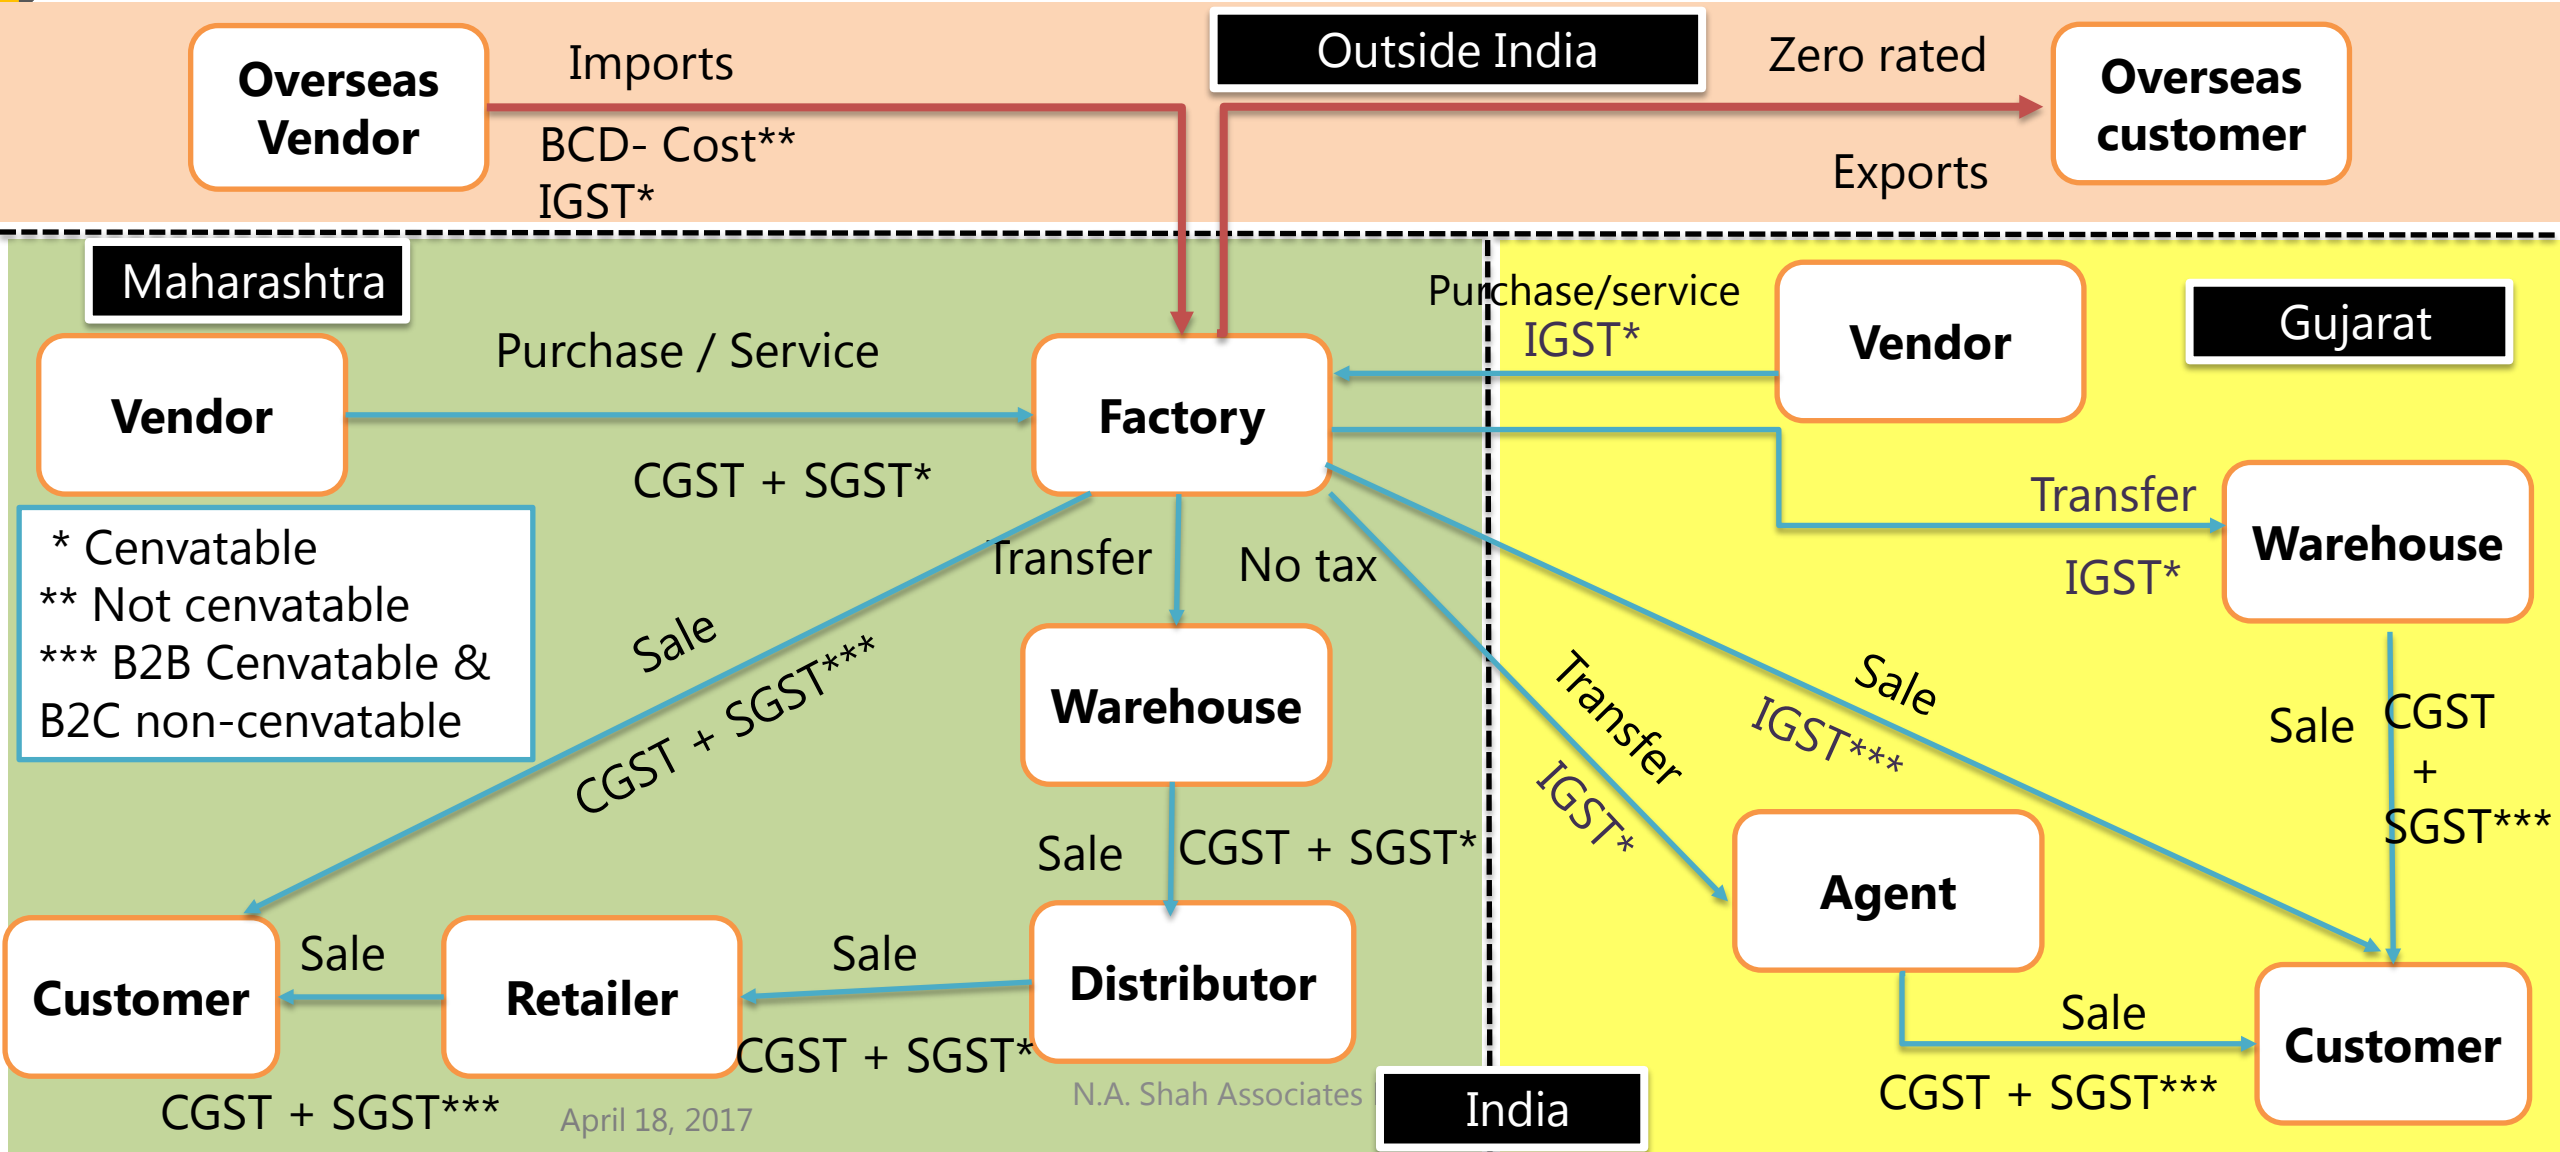 Outside India
Overseas
Vendor
Imports
BCD- Cost**
IGST*
Zero rated
Exports
Overseas
customer
Maharashtra
Vendor
Purchase / Service
CGST + SGST*
Factory
Purchase/service
IGST*
Vendor
Gujarat
* Cenvatable
** Not cenvatable
*** B2B Cenvatable &
B2C non-cenvatable
Transfer
No tax
Sale
CGST + SGST***
Warehouse
Sale
CGST + SGST*
Transfer
IGST*
Warehouse
Transfer
IGST*
Sale
IGST***
Sale
CGST
+
SGST***
Agent
Customer
Sale
Retailer
Sale
Distributor
CGST + SGST*
CGST + SGST***
Sale
CGST + SGST***
Customer
April 18, 2017
N.A. Shah Associates
India